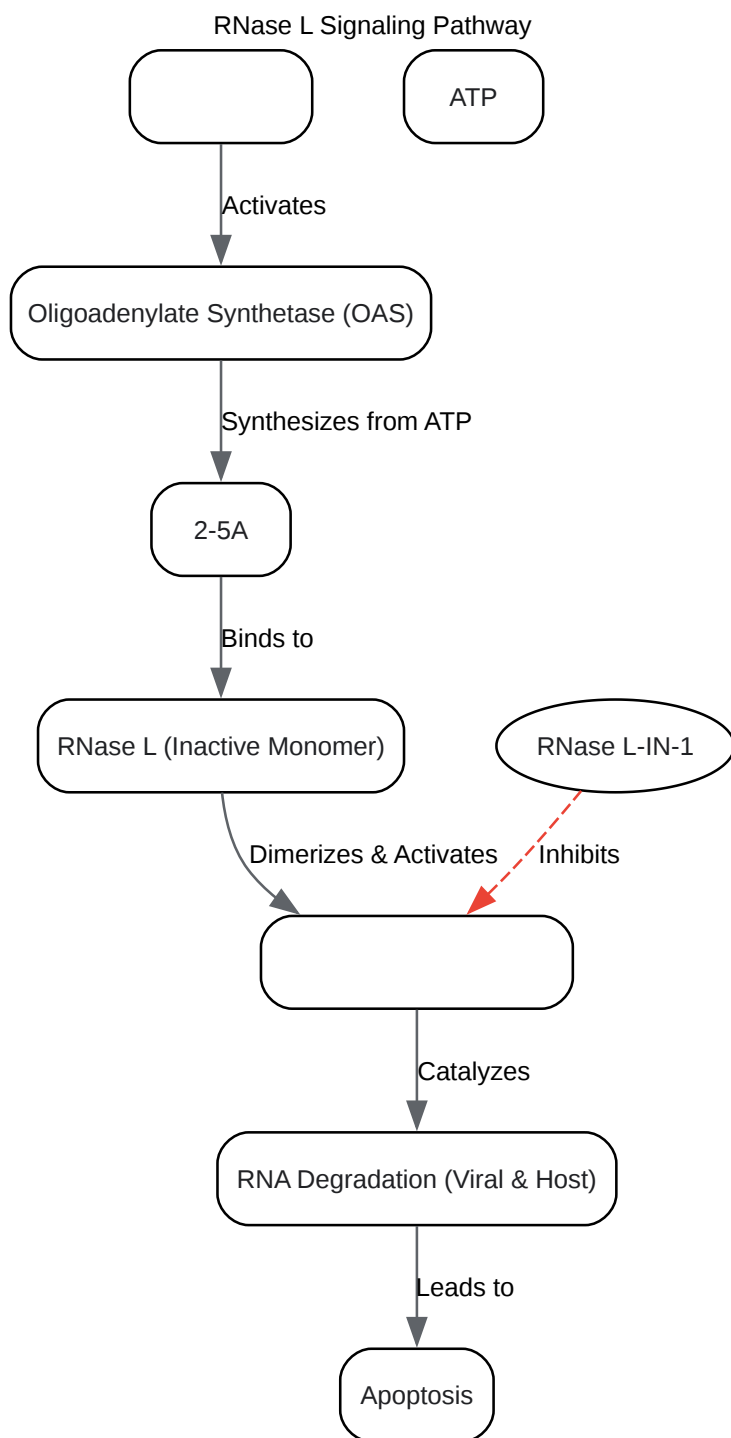 RNase L Signaling Pathway
ATP
Activates
Oligoadenylate Synthetase (OAS)
Synthesizes from ATP
2-5A
Binds to
RNase L (Inactive Monomer)
RNase L-IN-1
Dimerizes & Activates
Inhibits
Catalyzes
RNA Degradation (Viral & Host)
Leads to
Apoptosis